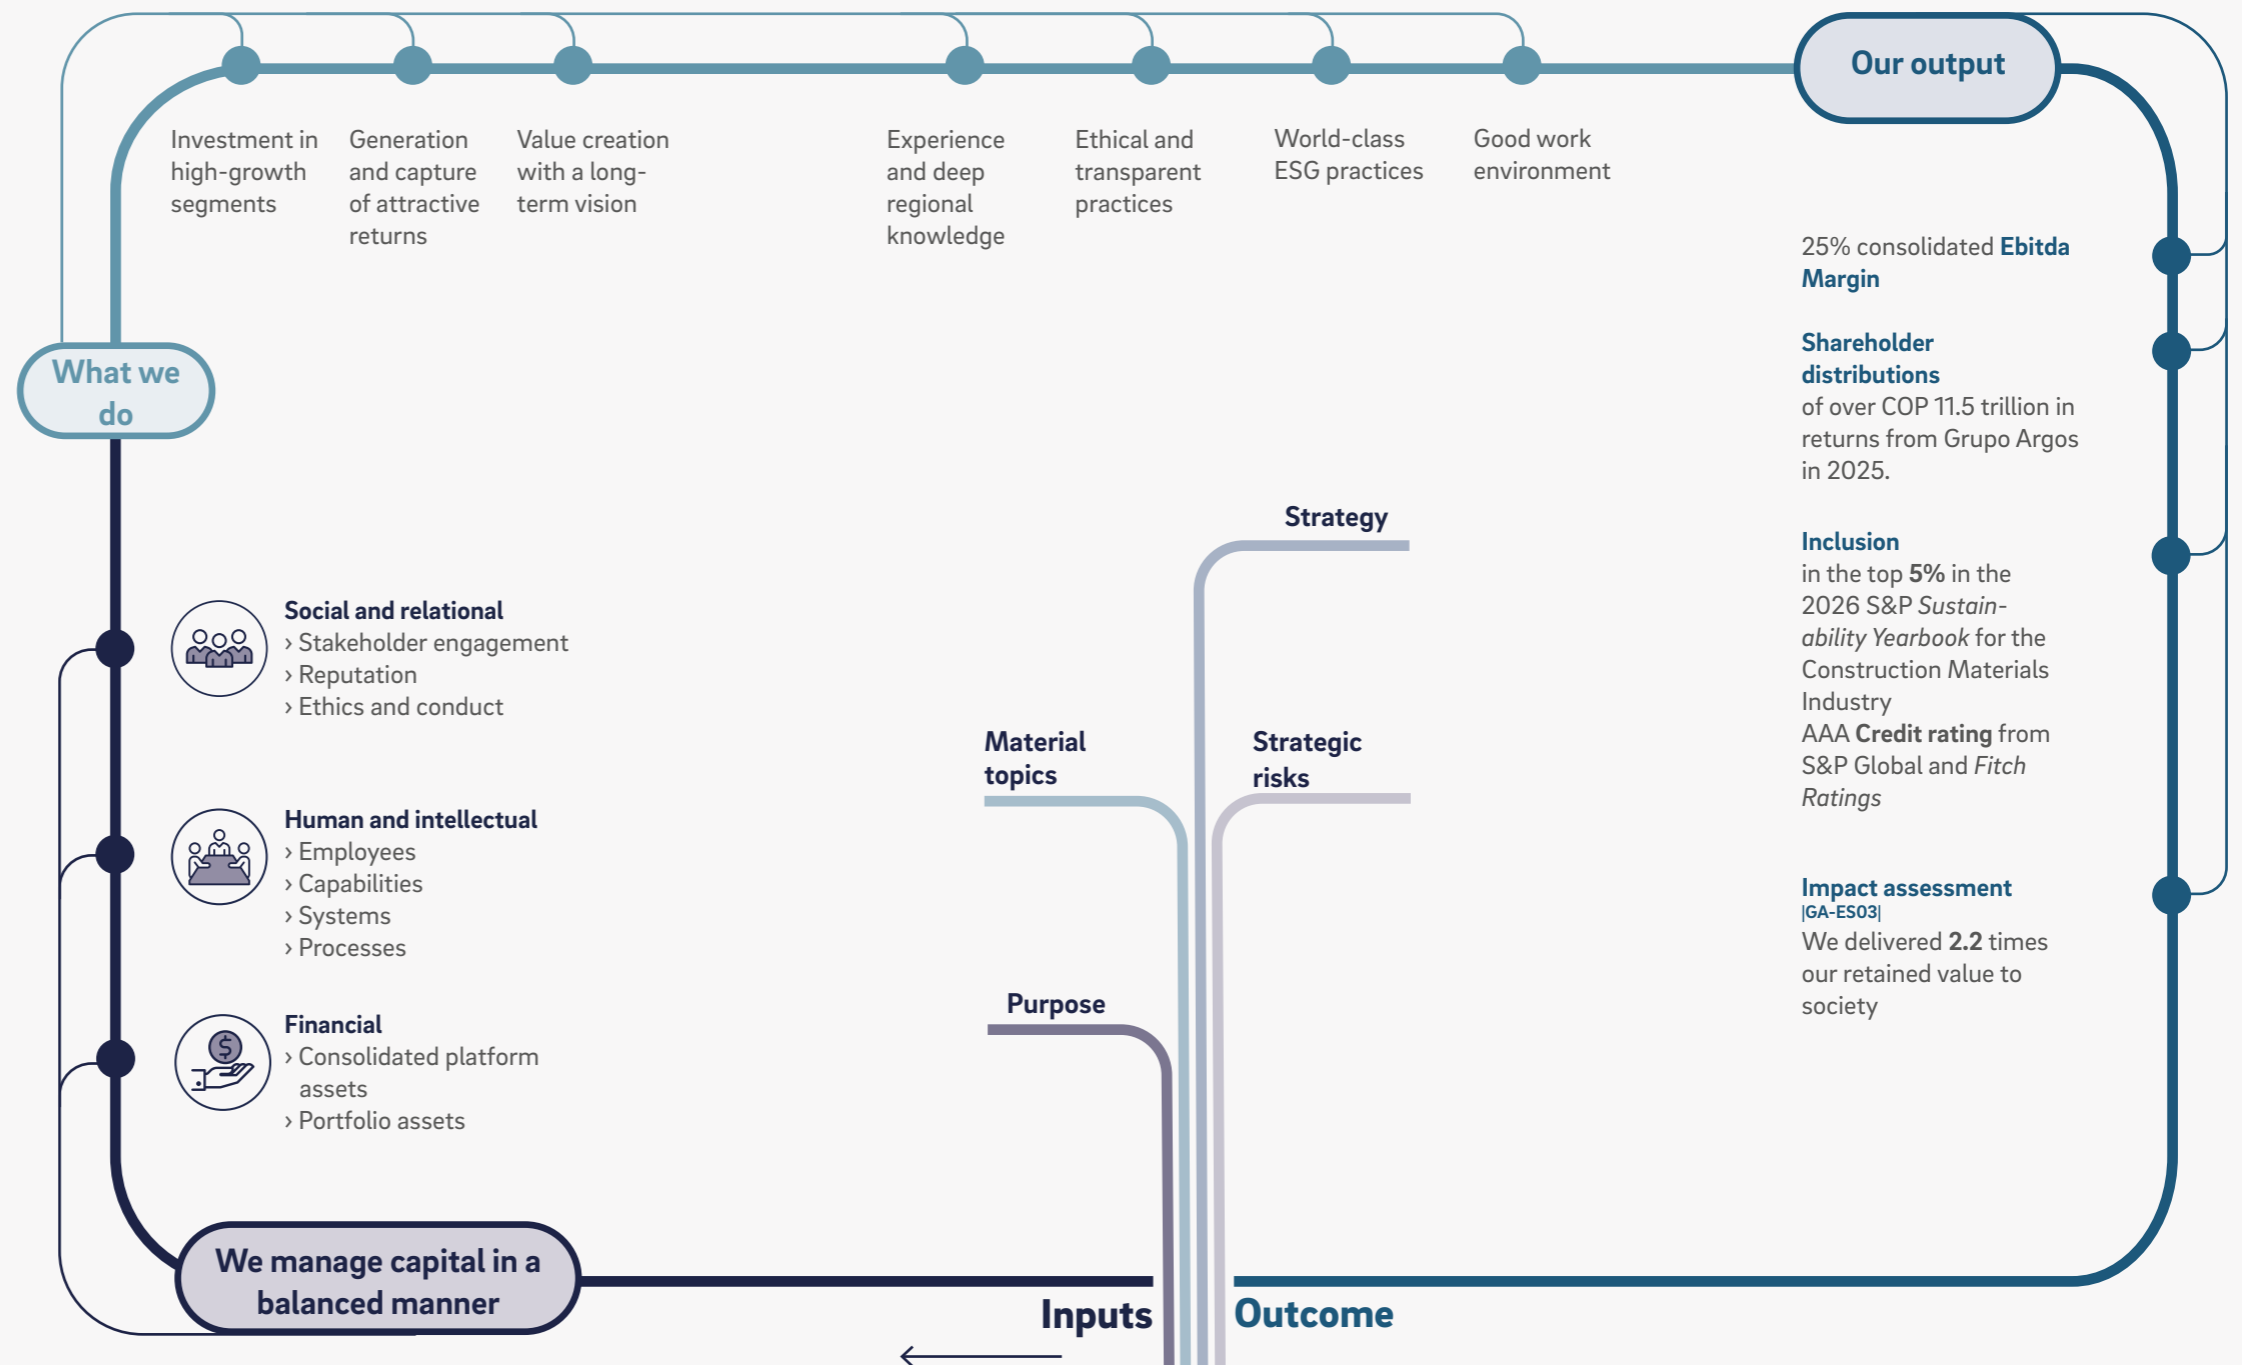 Our output
Investment in
high-growth
segments
Generation
and capture
of attractive
returns
Value creation
with a long-
term vision
Experience
and deep
regional
knowledge
Ethical and
transparent
practices
World-class
ESG practices
Good work
environment
What we
do
25% consolidated Ebitda
Margin
Shareholder
distributions
of over COP 11.5 trillion in
returns from Grupo Argos
in 2025.
Inclusion
in the top 5% in the
2026 S&P Sustain-
ability Yearbook for the
Construction Materials
Industry
AAA Credit rating from
S&P Global and Fitch
Ratings
Impact assessment
|GA-ES03|
We delivered 2.2 times
our retained value to
society
Social and relational
› Stakeholder engagement
› Reputation
› Ethics and conduct
Human and intellectual
› Employees
› Capabilities
› Systems
› Processes
Financial
› Consolidated platform
assets
› Portfolio assets
Strategy
Material
topics
Strategic
risks
Purpose
We manage capital in a
balanced manner
Inputs
Outcome